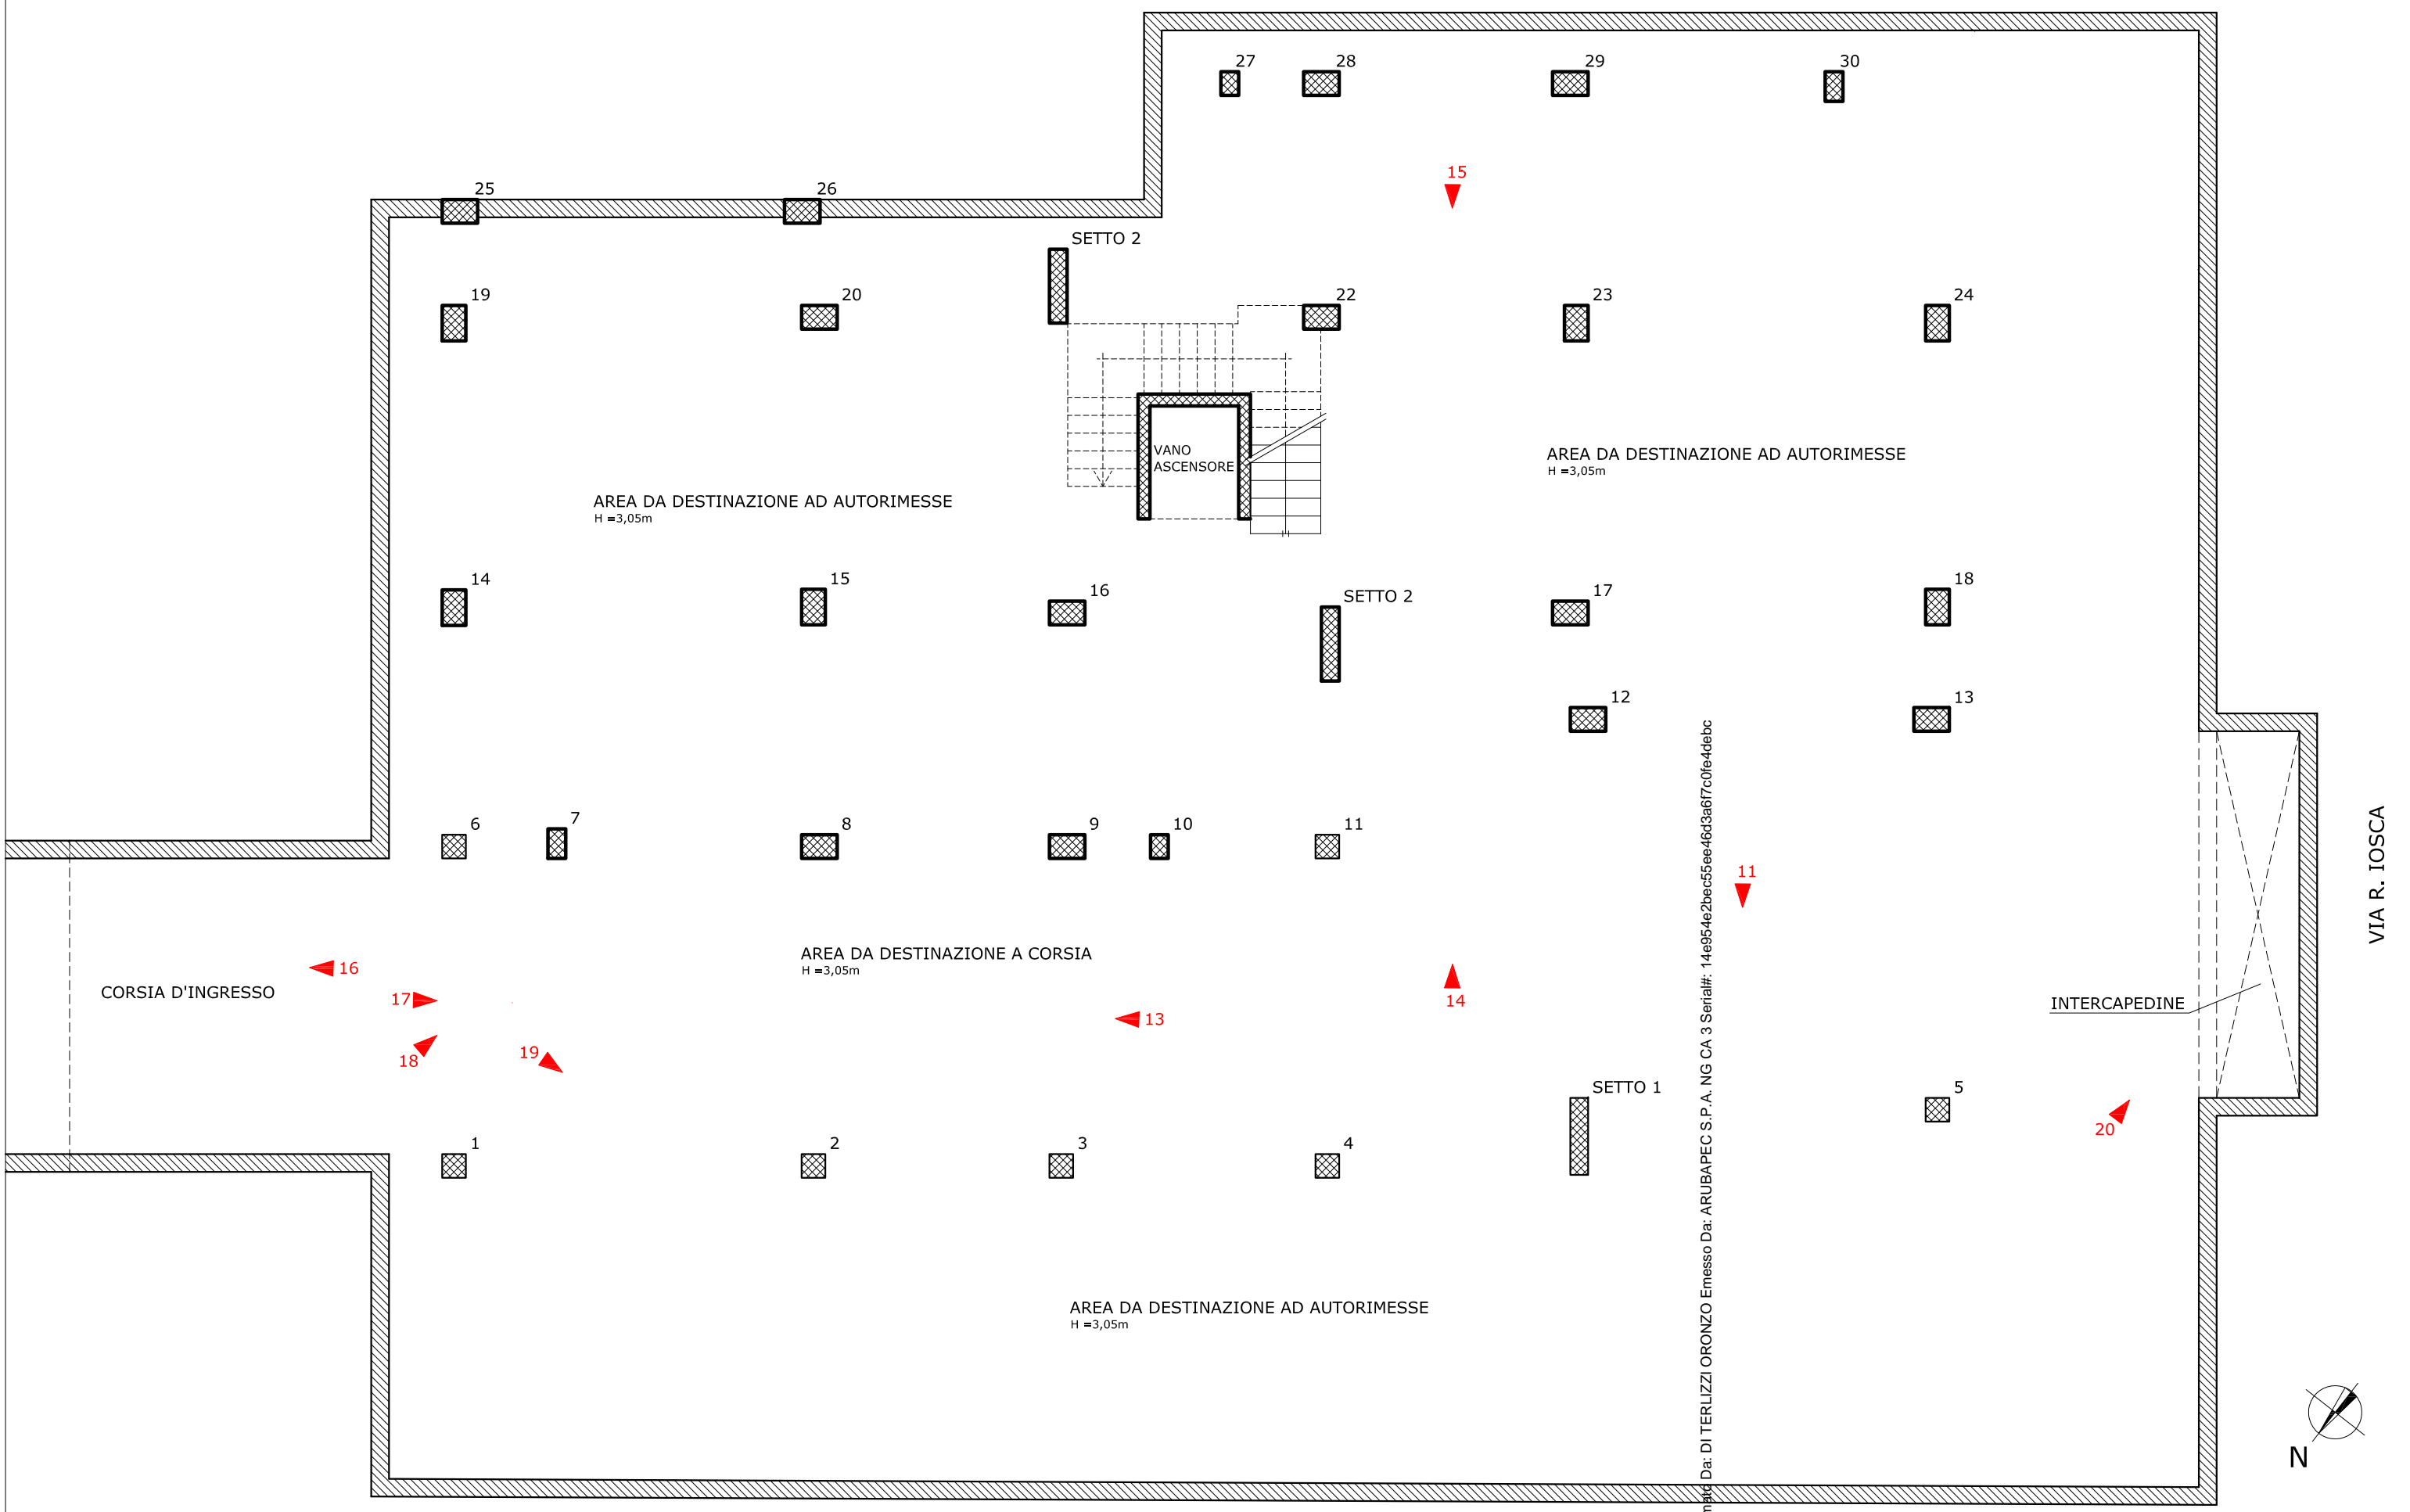 27
28
29
30
15
25
26
SETTO 2
19
20
22
23
24
VANO
ASCENSORE
AREA DA DESTINAZIONE AD AUTORIMESSE
H =3,05m
AREA DA DESTINAZIONE AD AUTORIMESSE
H =3,05m
14
15
16
SETTO 2
17
18
12
13
6
7
8
9
10
11
11
VIA R. IOSCA
AREA DA DESTINAZIONE A CORSIA
H =3,05m
16
CORSIA D'INGRESSO
17
18
19
13
14
INTERCAPEDINE
SETTO 1
5
20
1
2
3
4
Da: DI TERLIZZI ORONZO Emesso Da: ARUBAPEC S.P.A. NG CA 3 Serial#: 14e954e2bec55ee46d3a6f7c0fe4debc
AREA DA DESTINAZIONE AD AUTORIMESSE
H =3,05m
N